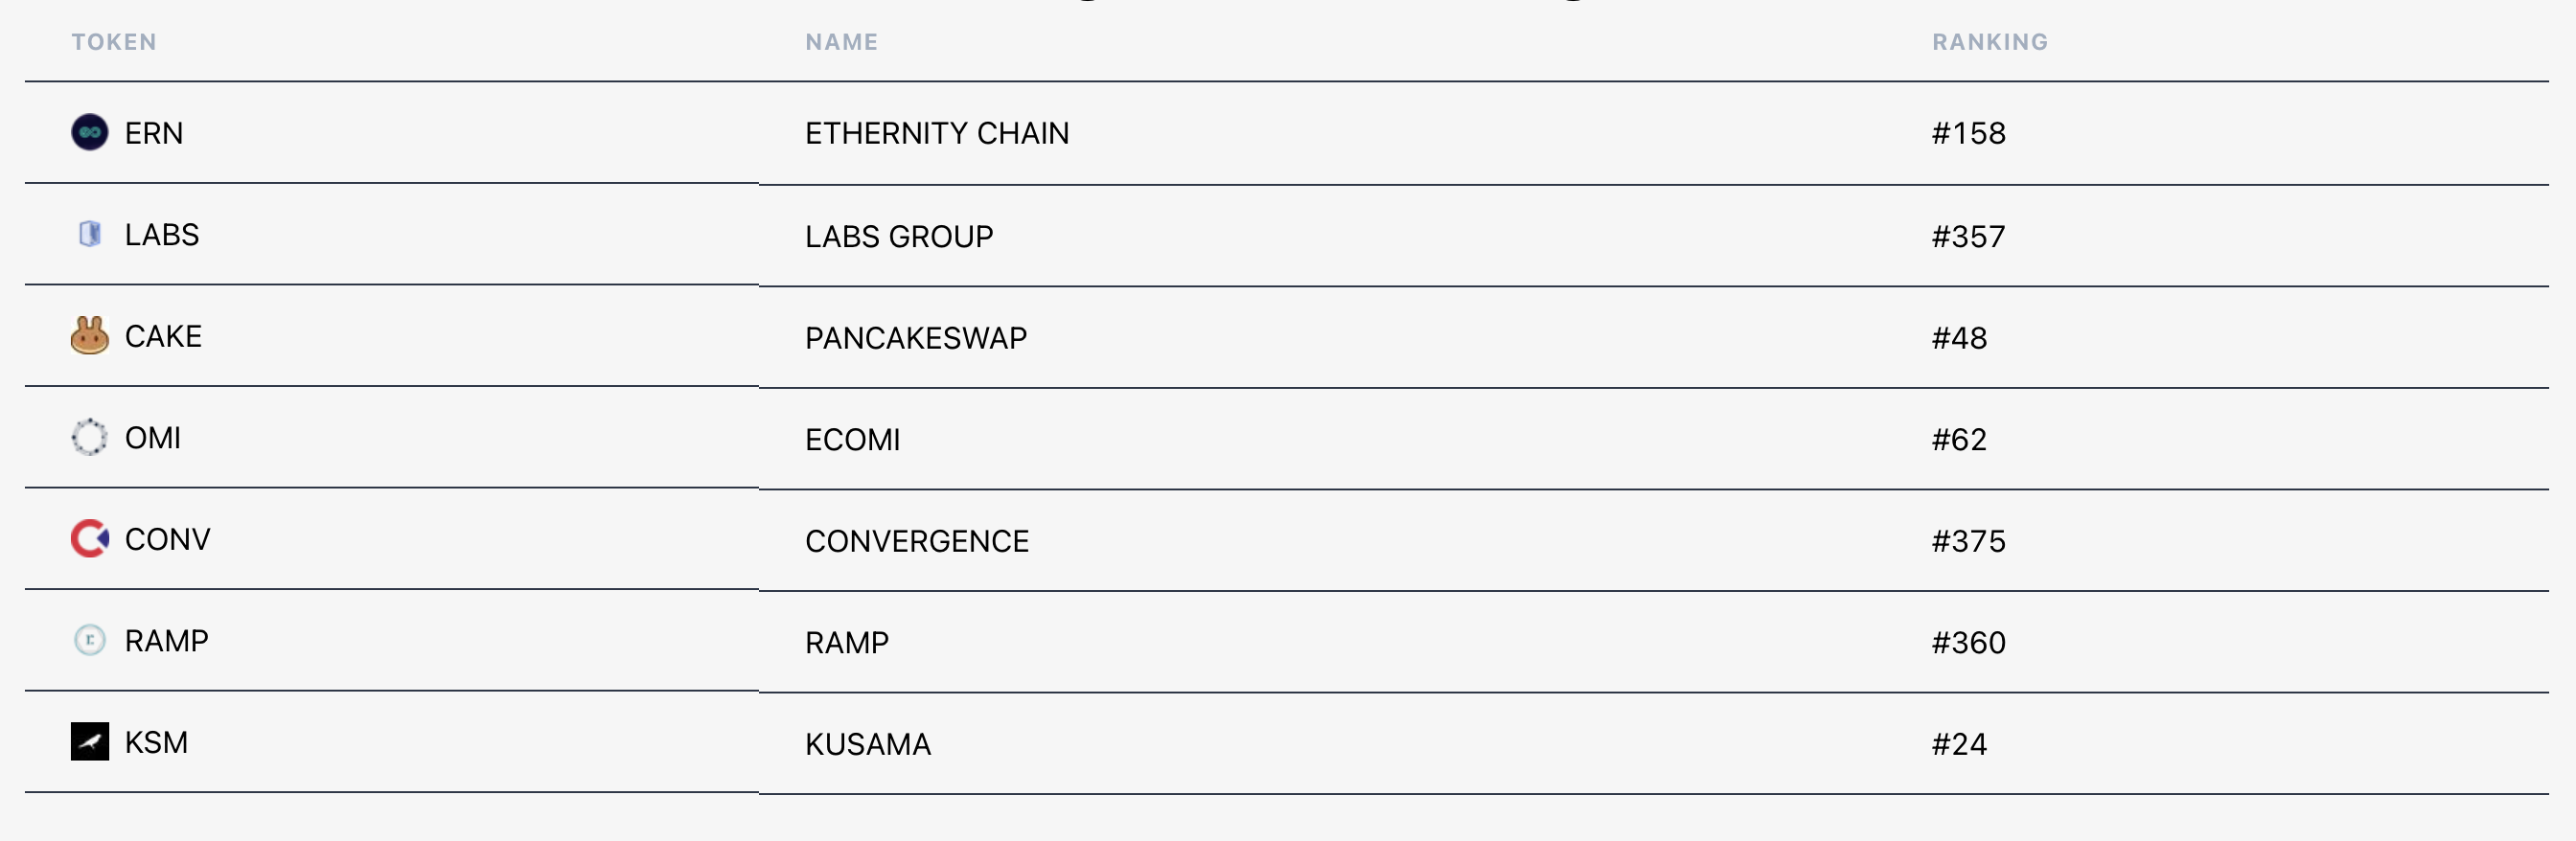 TOKEN NAME RANKING
ERN ETHERNITY CHAIN #158
LABS LABS GROUP #357
CAKE PANCAKESWAP #48
OMI ECOMI #62
CONV CONVERGENCE #375
RAMP RAMP #360
KSM KUSAMA #24